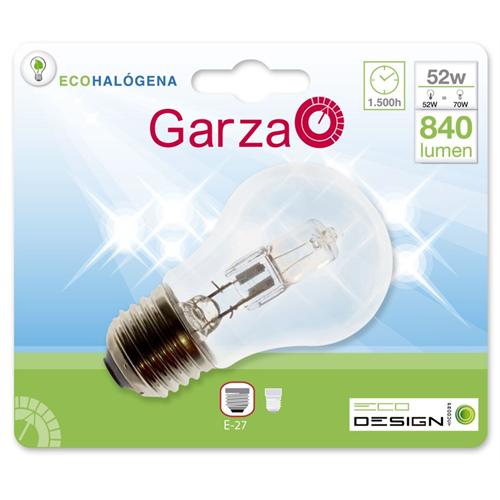 ECOHALÓGENA
Garza
1.500h
52w
52W = 70W
840
lumen
E-27
ECO
DESIGN